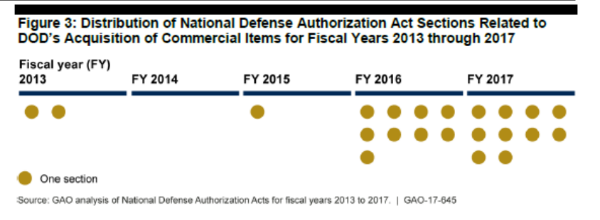 Figure 3: Distribution of National Defense Authorization Act Sections Related to
DOD's Acquisition of Commercial Items for Fiscal Years 2013 through 2017
Fiscal year (FY)
2013 FY 2014 FY 2015 FY 2016 FY 2017
One section
Source: GAO analysis of National Defense Authorization Acts for fiscal years 2013 to 2017. | GAO-17-645